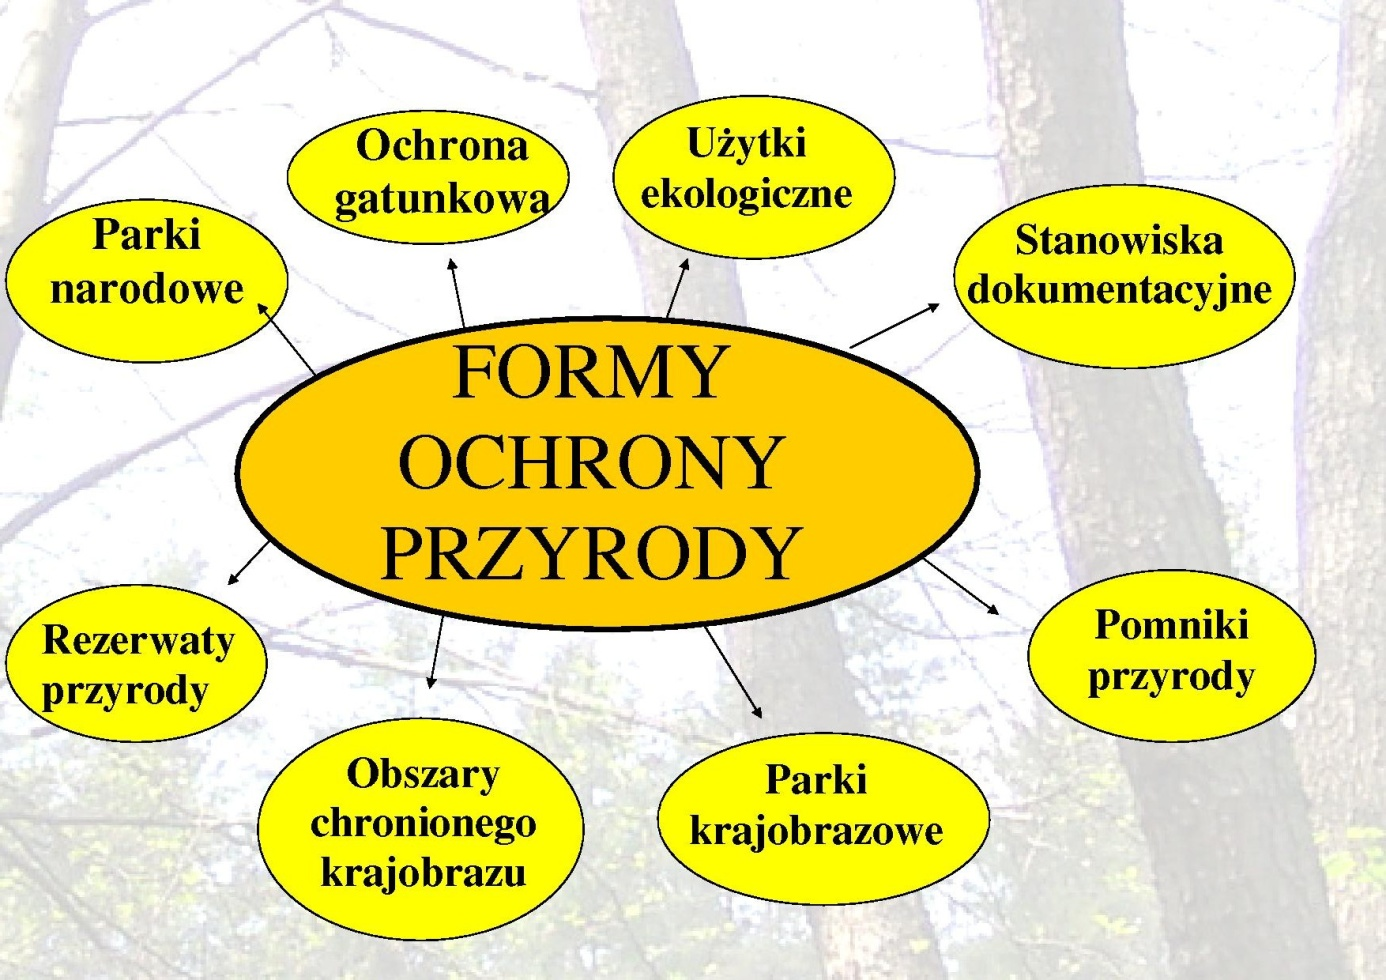 Ochrona
gatunkowa
Użytki
ekologiczne
Parki
narodowe
Stanowiska
dokumentacyjne
FORMY
OCHRONY
PRZYRODY
Rezerwaty
przyrody
Pomniki
przyrody
Obszary
chronionego
krajobrazu
Parki
krajobrazowe